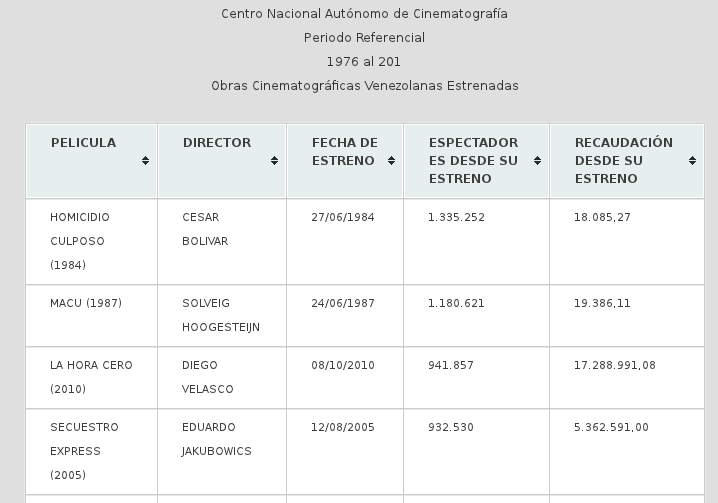 Centro Nacional Autónomo de Cinematografía
Periodo Referencial
1976 al 201
Obras Cinematográficas Venezolanas Estrenadas
PELICULA
DIRECTOR
FECHA DE
ESTRENO
ESPECTADOR
ES DESDE SU
ESTRENO
RECAUDACIÓN
DESDE SU
ESTRENO
HOMICIDIO
CULPOSO
(1984)
CESAR
BOLIVAR
27/06/1984
1.335.252
18.085,27
MACU (1987)
SOLVEIG
HOOGESTEIJN
24/06/1987
1.180.621
19.386,11
LA HORA CERO
(2010)
DIEGO
VELASCO
08/10/2010
941.857
17.288.991,08
SECUESTRO
EXPRESS
(2005)
EDUARDO
JAKUBOWICS
12/08/2005
932.530
5.362.591,00